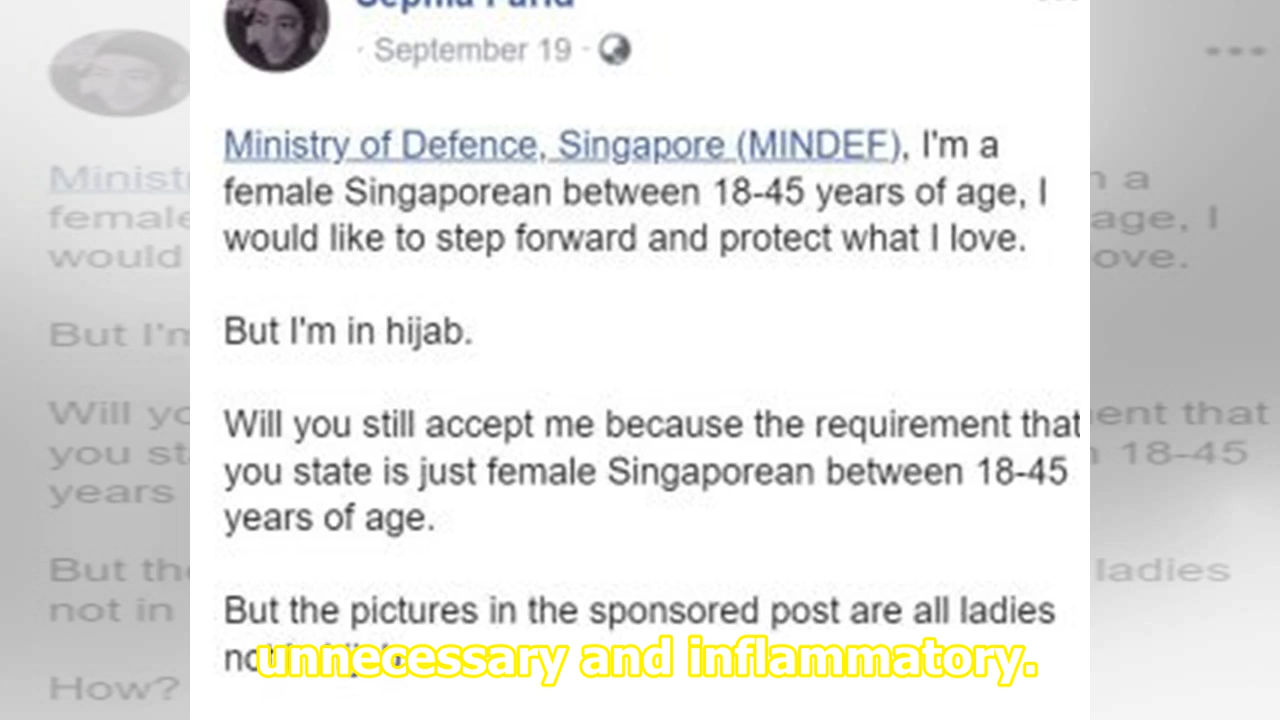 September 19
Ministry of Defence, Singapore (MINDEF), I'm a
female Singaporean between 18-45 years of age, I
would like to step forward and protect what I love.
But I'm in hijab.
Will you still accept me because the requirement that
you state is just female Singaporean between 18-45
years of age.
But the pictures in the sponsored post are all ladies
unnecessary and inflammatory.
How?